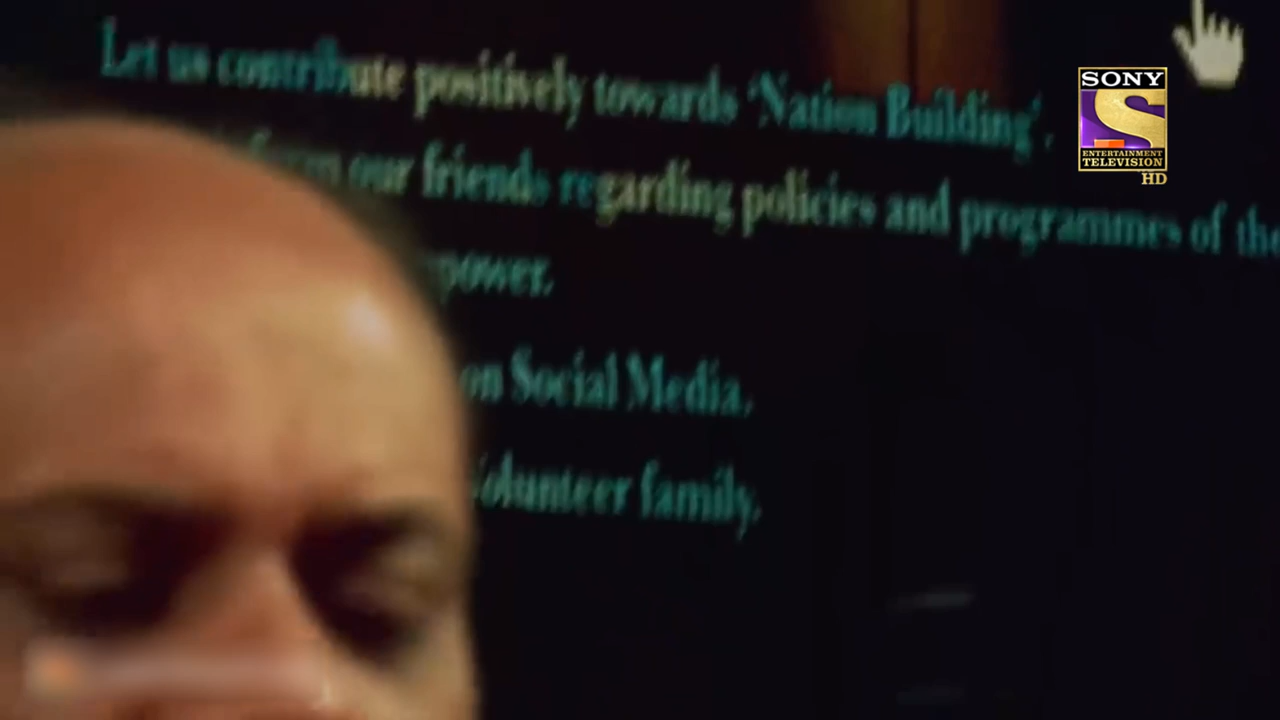 Let us contribute positively towards 'Nation Building'.
our friends regarding policies and programmes of the
power.
on Social Media.
Volunteer family.
SONY
ENTERTAINMENT
TELEVISION
HD